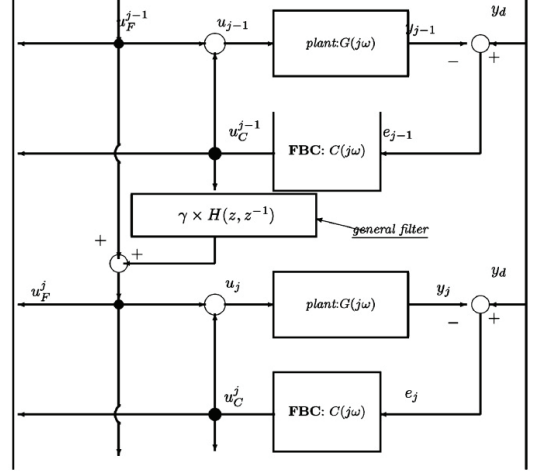 u_F^{j-1} u_{j-1} plant:G(jω) y_{j-1} − + y_d
u_C^{j-1} FBC: C(jω) e_{j-1}
γ × H(z, z^{-1})
general filter
+ +
u_F^j u_j plant:G(jω) y_j − + y_d
u_C^j FBC: C(jω) e_j